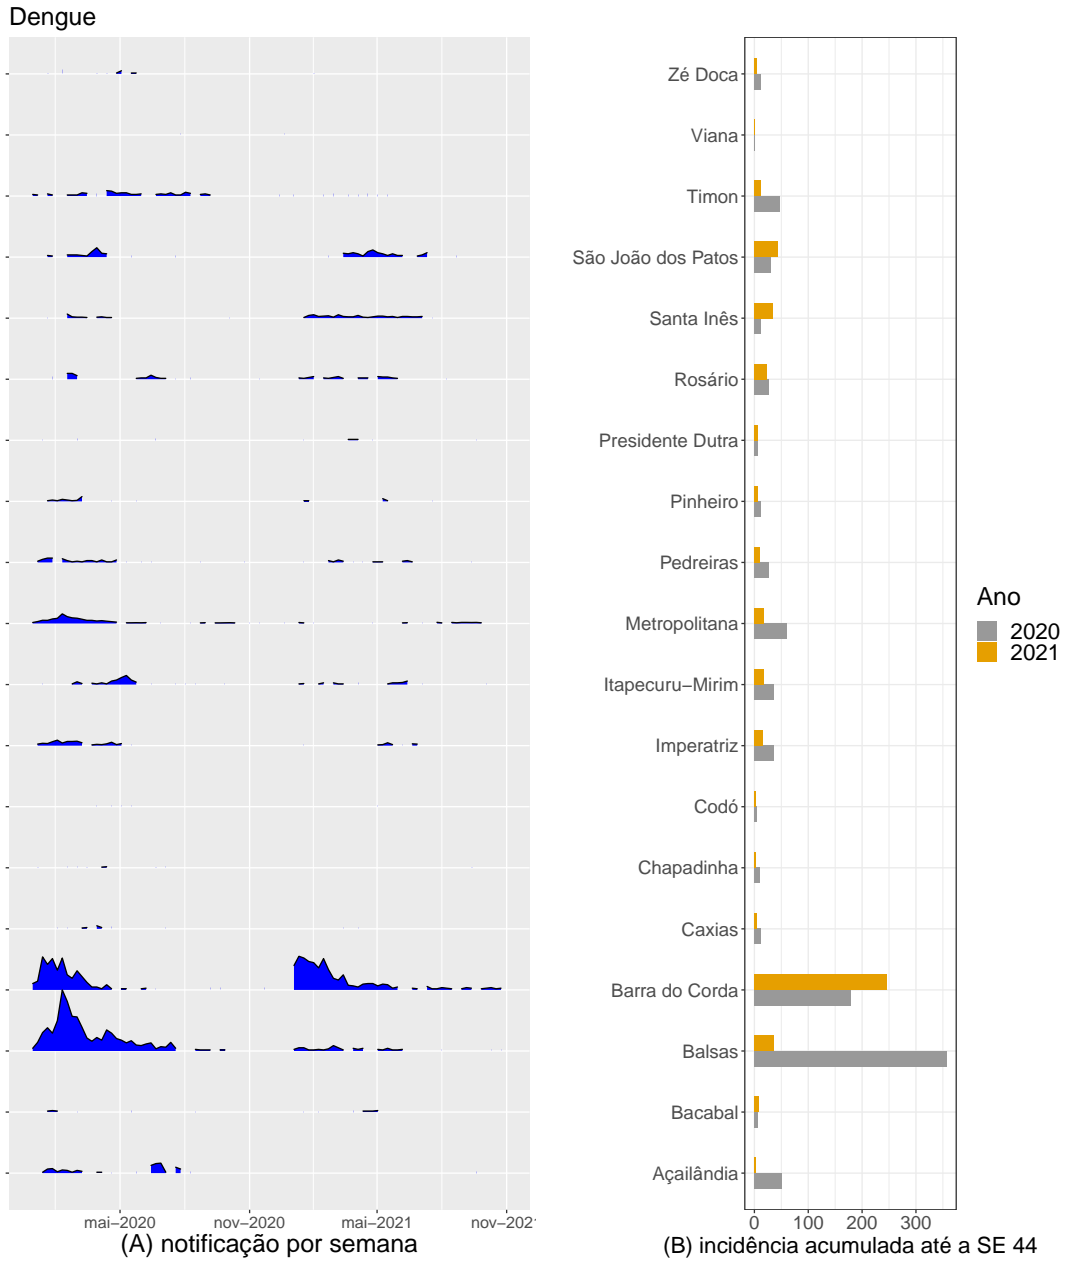 Dengue
Zé Doca
Viana
Timon
São João dos Patos
Santa Inês
Rosário
Presidente Dutra
Pinheiro
Pedreiras
Metropolitana
Itapecuru−Mirim
Imperatriz
Codó
Chapadinha
Caxias
Barra do Corda
Balsas
Bacabal
Açailândia
mai−2020 nov−2020 mai−2021 nov−2021
(A) notificação por semana
0 100 200 300
(B) incidência acumulada até a SE 44
Ano
2020
2021